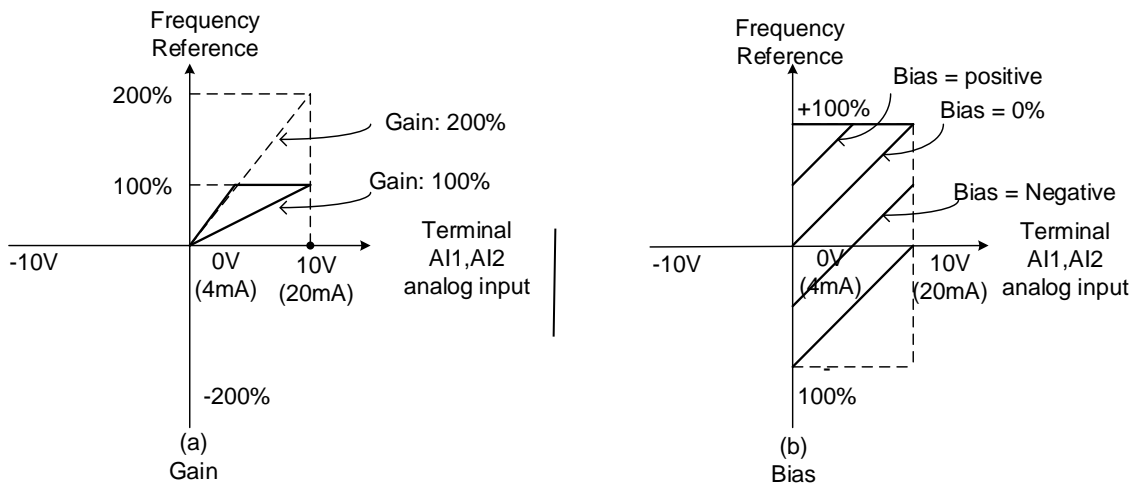 Frequency
Reference
200%
Gain: 200%
100%
Gain: 100%
-10V
0V
(4mA)
10V
(20mA)
Terminal
AI1,AI2
analog input
-200%
(a)
Gain
Frequency
Reference
Bias = positive
+100%
Bias = 0%
Bias = Negative
-10V
0V
(4mA)
10V
(20mA)
Terminal
AI1,AI2
analog input
-
100%
(b)
Bias